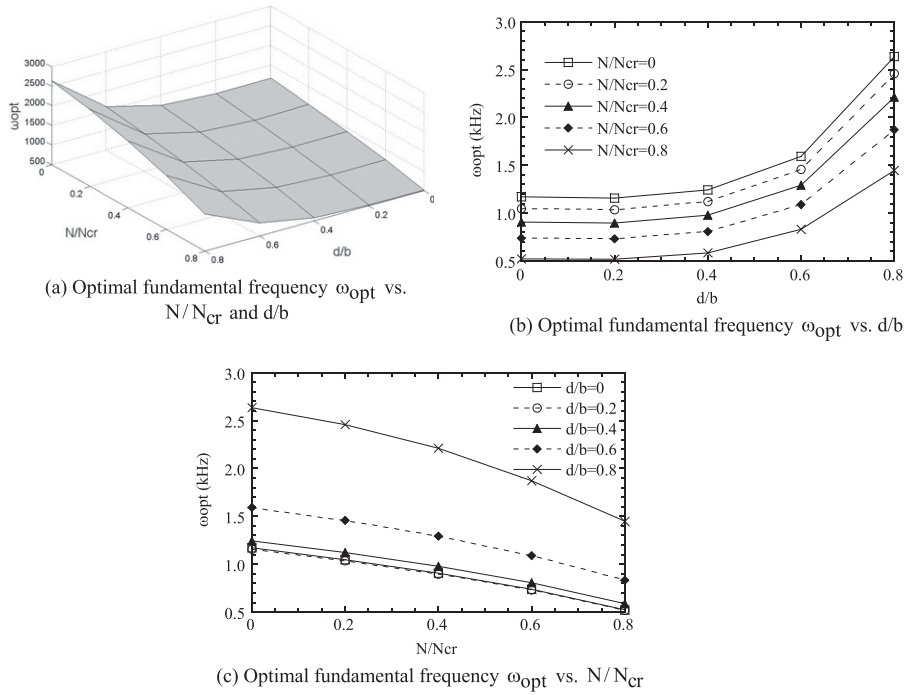 3000
2500
2000
1500
1000
500
ωopt
0
0.2
0.4
0.6
0.8
N/Ncr
0.8
0.6
0.4
0.2
0
d/b
(a) Optimal fundamental frequency ωopt vs.
N/Ncr and d/b
3.0
2.5
2.0
1.5
1.0
0.5
ωopt (kHz)
N/Ncr=0
N/Ncr=0.2
N/Ncr=0.4
N/Ncr=0.6
N/Ncr=0.8
0 0.2 0.4 0.6 0.8
d/b
(b) Optimal fundamental frequency ωopt vs. d/b
3.0
2.5
2.0
1.5
1.0
0.5
ωopt (kHz)
d/b=0
d/b=0.2
d/b=0.4
d/b=0.6
d/b=0.8
0 0.2 0.4 0.6 0.8
N/Ncr
(c) Optimal fundamental frequency ωopt vs. N/Ncr